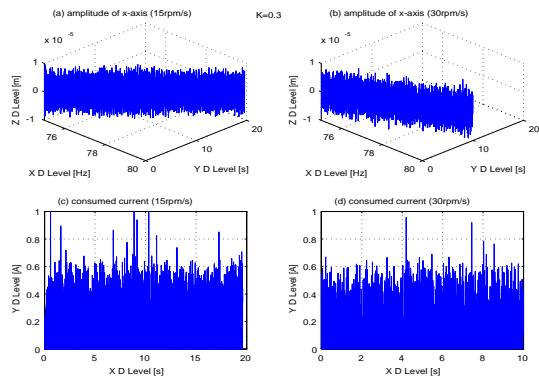 (a) amplitude of x-axis (15rpm/s)
K=0.3
(b) amplitude of x-axis (30rpm/s)
x 10 -5
x 10 -5
1
0
-1
Z D Level [m]
76
78
80
X D Level [Hz]
0
10
20
Y D Level [s]
1
0
-1
Z D Level [m]
76
78
80
X D Level [Hz]
0
10
20
Y D Level [s]
(c) consumed current (15rpm/s)
(d) consumed current (30rpm/s)
1
0.8
0.6
0.4
0.2
0
Y D Level [A]
0
5
10
15
20
X D Level [s]
1
0.8
0.6
0.4
0.2
0
Y D Level [A]
0
2
4
6
8
10
X D Level [s]